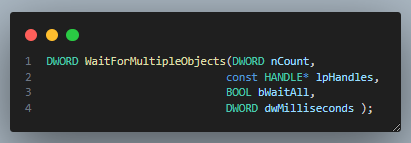 1 DWORD WaitForMultipleObjects(DWORD nCount,
2 const HANDLE* lpHandles,
3 BOOL bWaitAll,
4 DWORD dwMilliseconds );